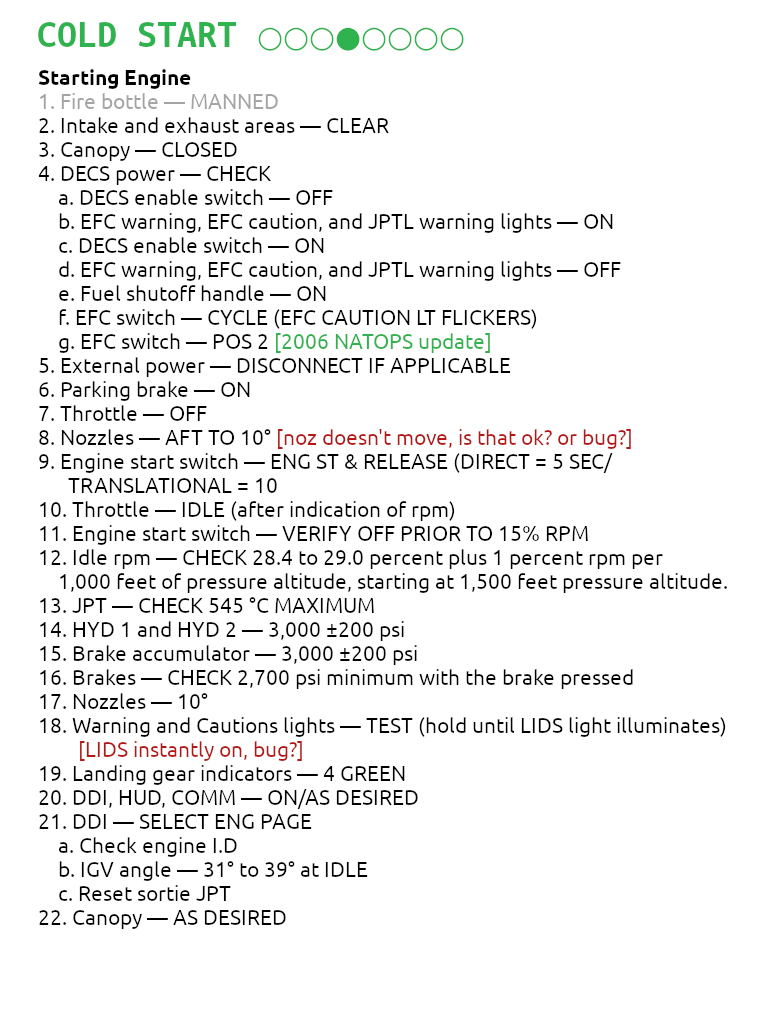 COLD START ○○○●○○○○
Starting Engine
1. Fire bottle — MANNED
2. Intake and exhaust areas — CLEAR
3. Canopy — CLOSED
4. DECS power — CHECK
a. DECS enable switch — OFF
b. EFC warning, EFC caution, and JPTL warning lights — ON
c. DECS enable switch — ON
d. EFC warning, EFC caution, and JPTL warning lights — OFF
e. Fuel shutoff handle — ON
f. EFC switch — CYCLE (EFC CAUTION LT FLICKERS)
g. EFC switch — POS 2 [2006 NATOPS update]
5. External power — DISCONNECT IF APPLICABLE
6. Parking brake — ON
7. Throttle — OFF
8. Nozzles — AFT TO 10° [noz doesn't move, is that ok? or bug?]
9. Engine start switch — ENG ST & RELEASE (DIRECT = 5 SEC/
TRANSLATIONAL = 10
10. Throttle — IDLE (after indication of rpm)
11. Engine start switch — VERIFY OFF PRIOR TO 15% RPM
12. Idle rpm — CHECK 28.4 to 29.0 percent plus 1 percent rpm per
1,000 feet of pressure altitude, starting at 1,500 feet pressure altitude.
13. JPT — CHECK 545 °C MAXIMUM
14. HYD 1 and HYD 2 — 3,000 ±200 psi
15. Brake accumulator — 3,000 ±200 psi
16. Brakes — CHECK 2,700 psi minimum with the brake pressed
17. Nozzles — 10°
18. Warning and Cautions lights — TEST (hold until LIDS light illuminates)
[LIDS instantly on, bug?]
19. Landing gear indicators — 4 GREEN
20. DDI, HUD, COMM — ON/AS DESIRED
21. DDI — SELECT ENG PAGE
a. Check engine I.D
b. IGV angle — 31° to 39° at IDLE
c. Reset sortie JPT
22. Canopy — AS DESIRED